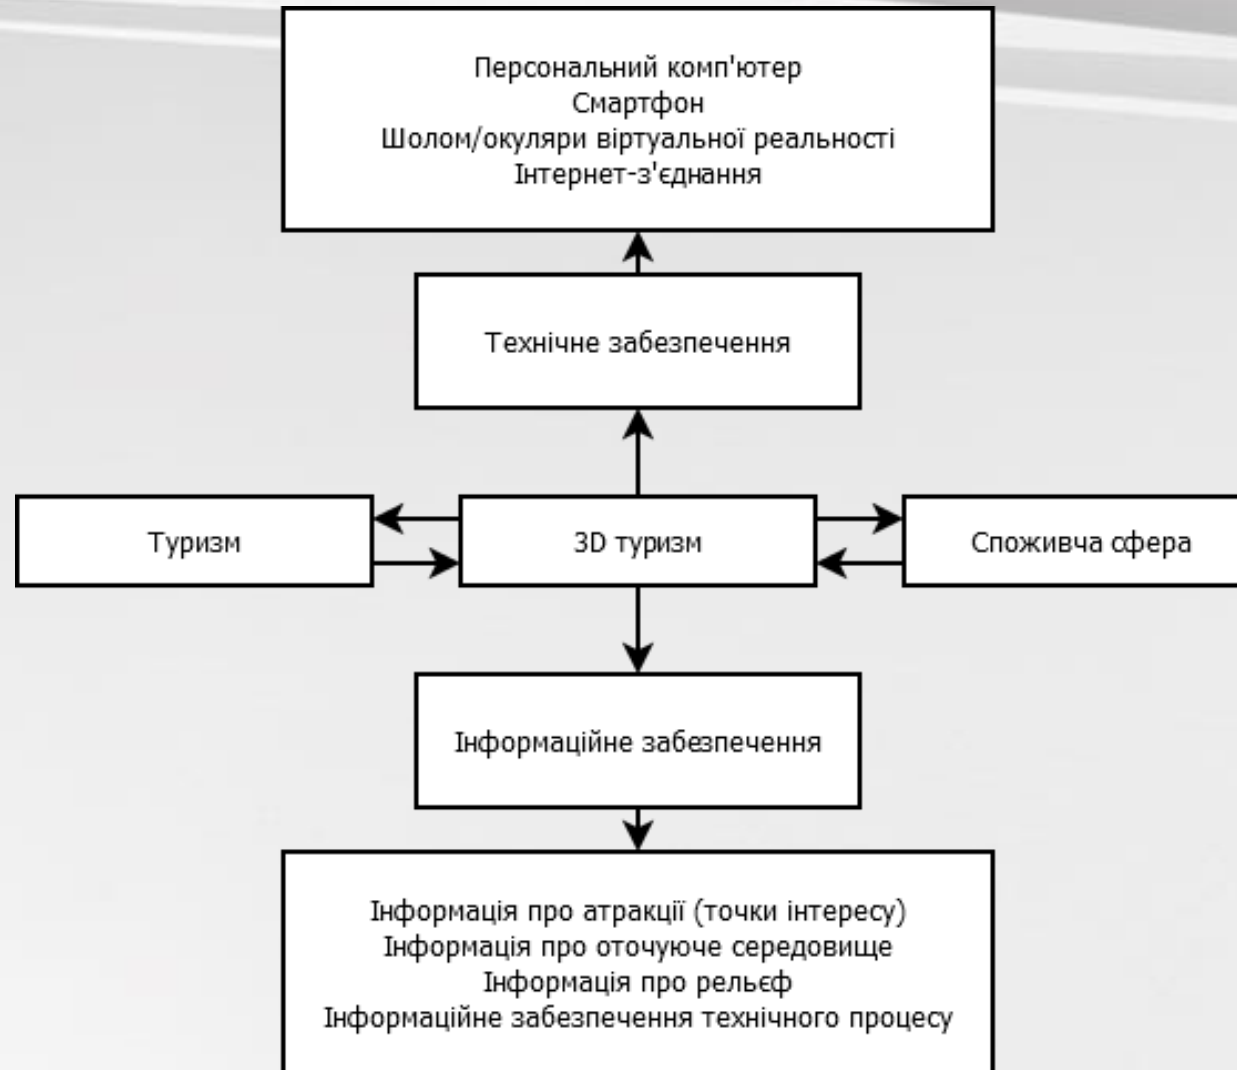 Персональний комп'ютер
Смартфон
Шолом/окуляри віртуальної реальності
Інтернет-з'єднання
Технічне забезпечення
Туризм
3D туризм
Споживча сфера
Інформаційне забезпечення
Інформація про атракції (точки інтересу)
Інформація про оточуюче середовище
Інформація про рельєф
Інформаційне забезпечення технічного процесу